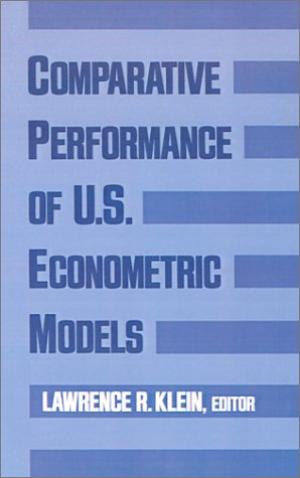 COMPARATIVE
PERFORMANCE
OF U.S.
ECONOMETRIC
MODELS
LAWRENCE R. KLEIN, EDITOR